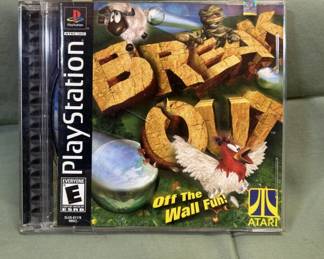 PlayStation
BREAK
OUT
Off The
Wall Fun!
EVERYONE
E
ESRB
ATARI